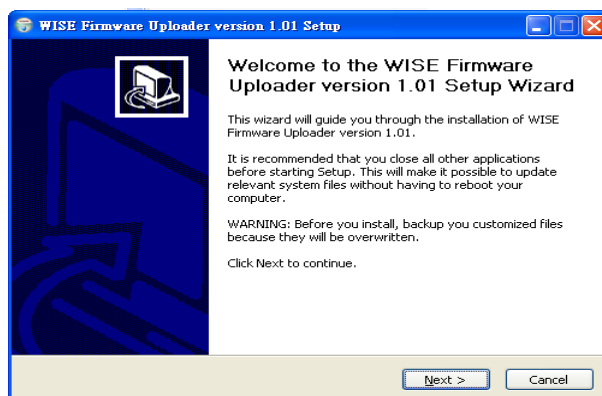 WISE Firmware Uploader version 1.01 Setup
Welcome to the WISE Firmware
Uploader version 1.01 Setup Wizard
This wizard will guide you through the installation of WISE
Firmware Uploader version 1.01.
It is recommended that you close all other applications
before starting Setup. This will make it possible to update
relevant system files without having to reboot your
computer.
WARNING: Before you install, backup you customized files
because they will be overwritten.
Click Next to continue.
Next >
Cancel